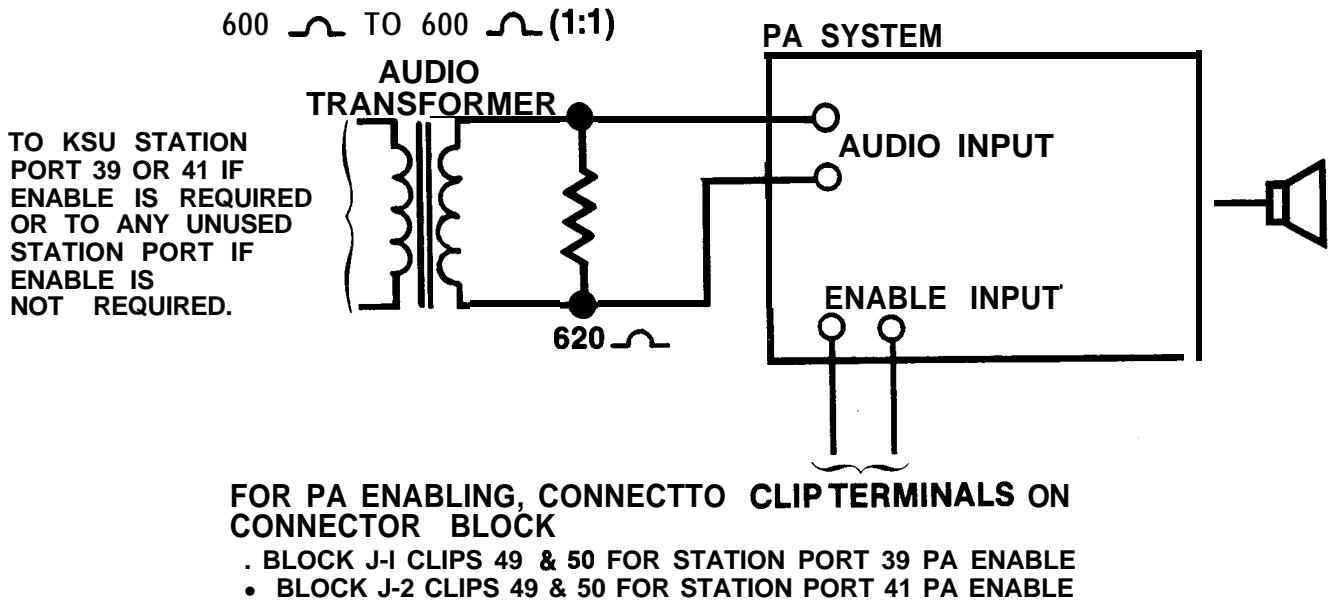 600 Ω TO 600 Ω (1:1)
AUDIO
TRANSFORMER
PA SYSTEM
TO KSU STATION
PORT 39 OR 41 IF
ENABLE IS REQUIRED
OR TO ANY UNUSED
STATION PORT IF
ENABLE IS
NOT REQUIRED.
AUDIO INPUT
620 Ω
ENABLE INPUT
FOR PA ENABLING, CONNECTTO CLIP TERMINALS ON
CONNECTOR BLOCK
. BLOCK J-I CLIPS 49 & 50 FOR STATION PORT 39 PA ENABLE
• BLOCK J-2 CLIPS 49 & 50 FOR STATION PORT 41 PA ENABLE